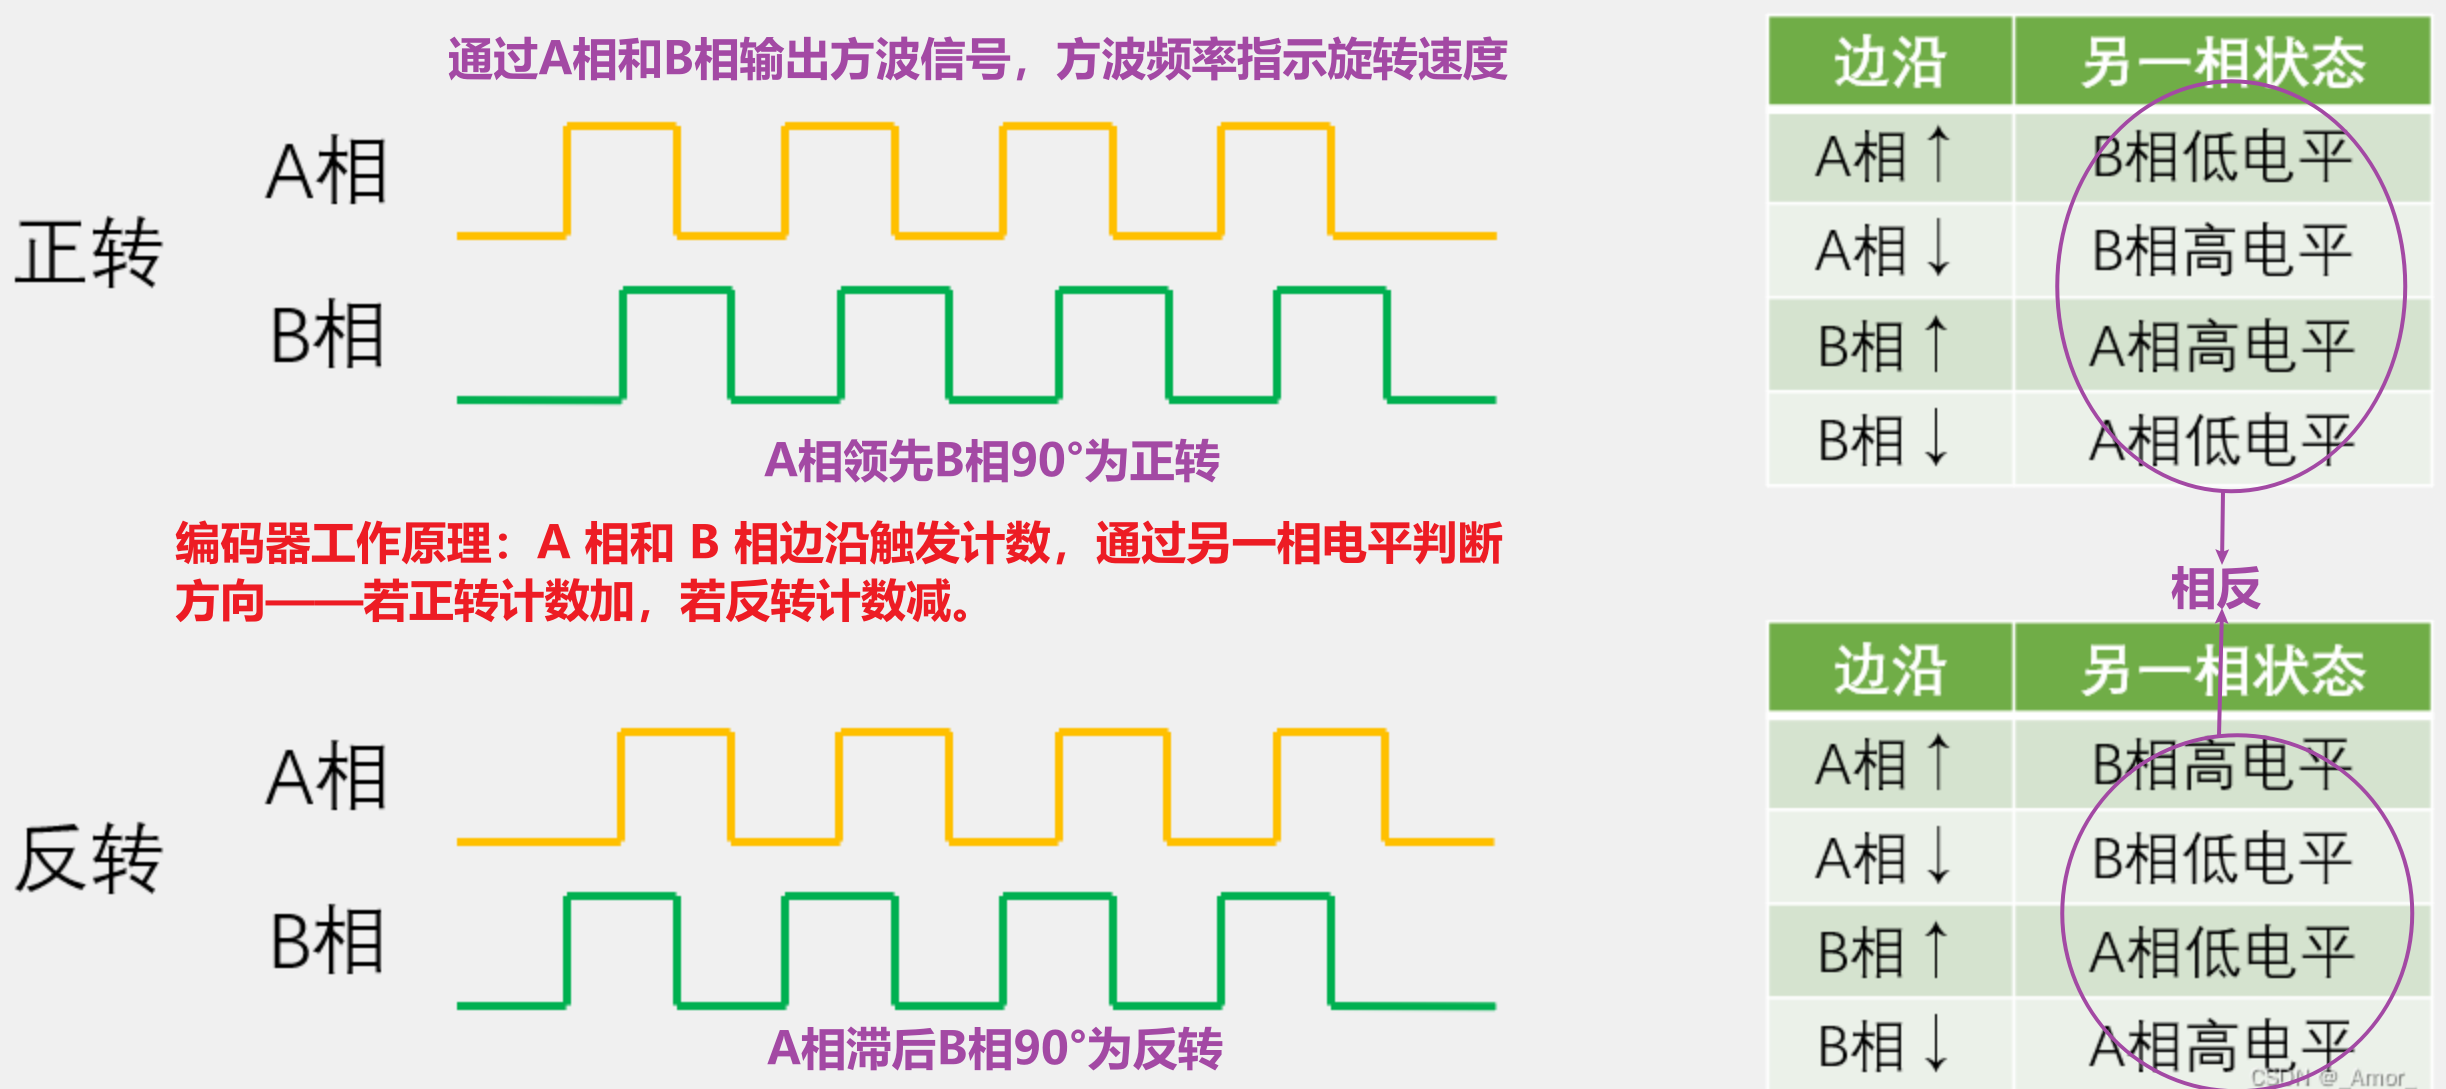 通过A相和B相输出方波信号，方波频率指示旋转速度
正转
A相
B相
A相领先B相90°为正转
边沿 另一相状态
A相↑ B相低电平
A相↓ B相高电平
B相↑ A相高电平
B相↓ A相低电平
编码器工作原理：A 相和 B 相边沿触发计数，通过另一相电平判断
方向——若正转计数加，若反转计数减。
相反
反转
A相
B相
A相滞后B相90°为反转
边沿 另一相状态
A相↑ B相高电平
A相↓ B相低电平
B相↑ A相低电平
B相↓ A相高电平
CSDN @_Amor_